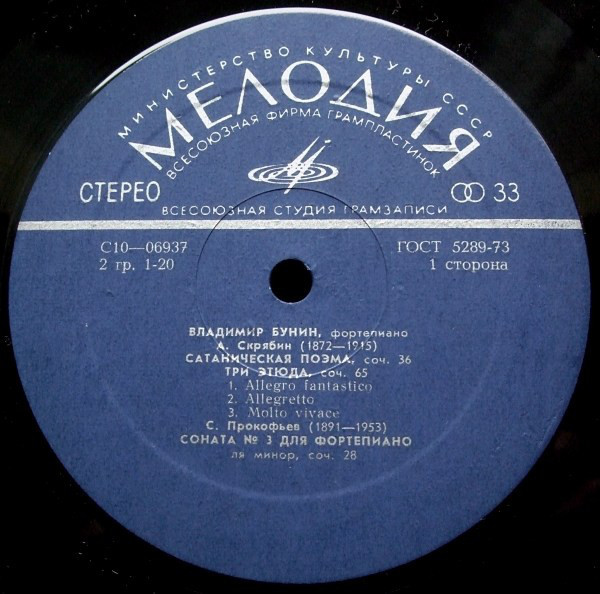 МИНИСТЕРСТВО КУЛЬТУРЫ СССР
МЕЛОДИЯ
ВСЕСОЮЗНАЯ ФИРМА ГРАМПЛАСТИНОК
СТЕРЕО 33
ВСЕСОЮЗНАЯ СТУДИЯ ГРАМЗАПИСИ
С10—06937 ГОСТ 5289-73
2 гр. 1-20 1 сторона
ВЛАДИМИР БУНИН, фортепиано
А. Скрябин (1872—1915)
САТАНИЧЕСКАЯ ПОЭМА, соч. 36
ТРИ ЭТЮДА, соч. 65
1. Allegro fantastico
2. Allegretto
3. Molto vivace
С. Прокофьев (1891—1953)
СОНАТА № 3 ДЛЯ ФОРТЕПИАНО
ля минор, соч. 28